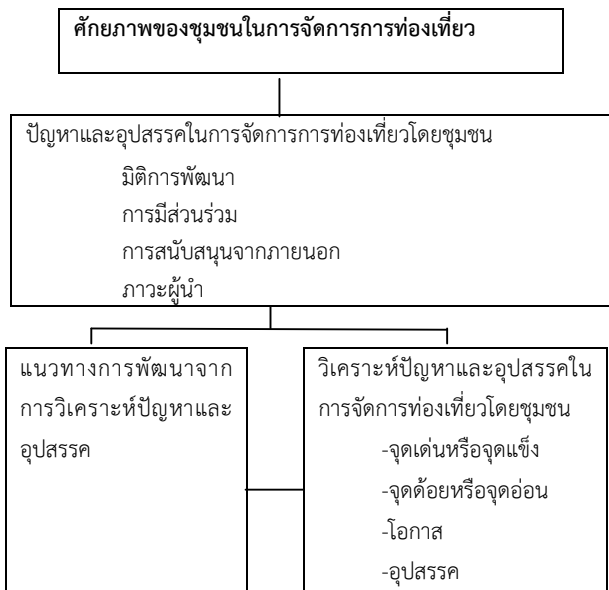 ศักยภาพของชุมชนในการจัดการการท่องเที่ยว
ปัญหาและอุปสรรคในการจัดการการท่องเที่ยวโดยชุมชน
มิติการพัฒนา
การมีส่วนร่วม
การสนับสนุนจากภายนอก
ภาวะผู้นำ
แนวทางการพัฒนาจาก
การวิเคราะห์ปัญหาและ
อุปสรรค
วิเคราะห์ปัญหาและอุปสรรคใน
การจัดการท่องเที่ยวโดยชุมชน
-จุดเด่นหรือจุดแข็ง
-จุดด้อยหรือจุดอ่อน
-โอกาส
-อุปสรรค